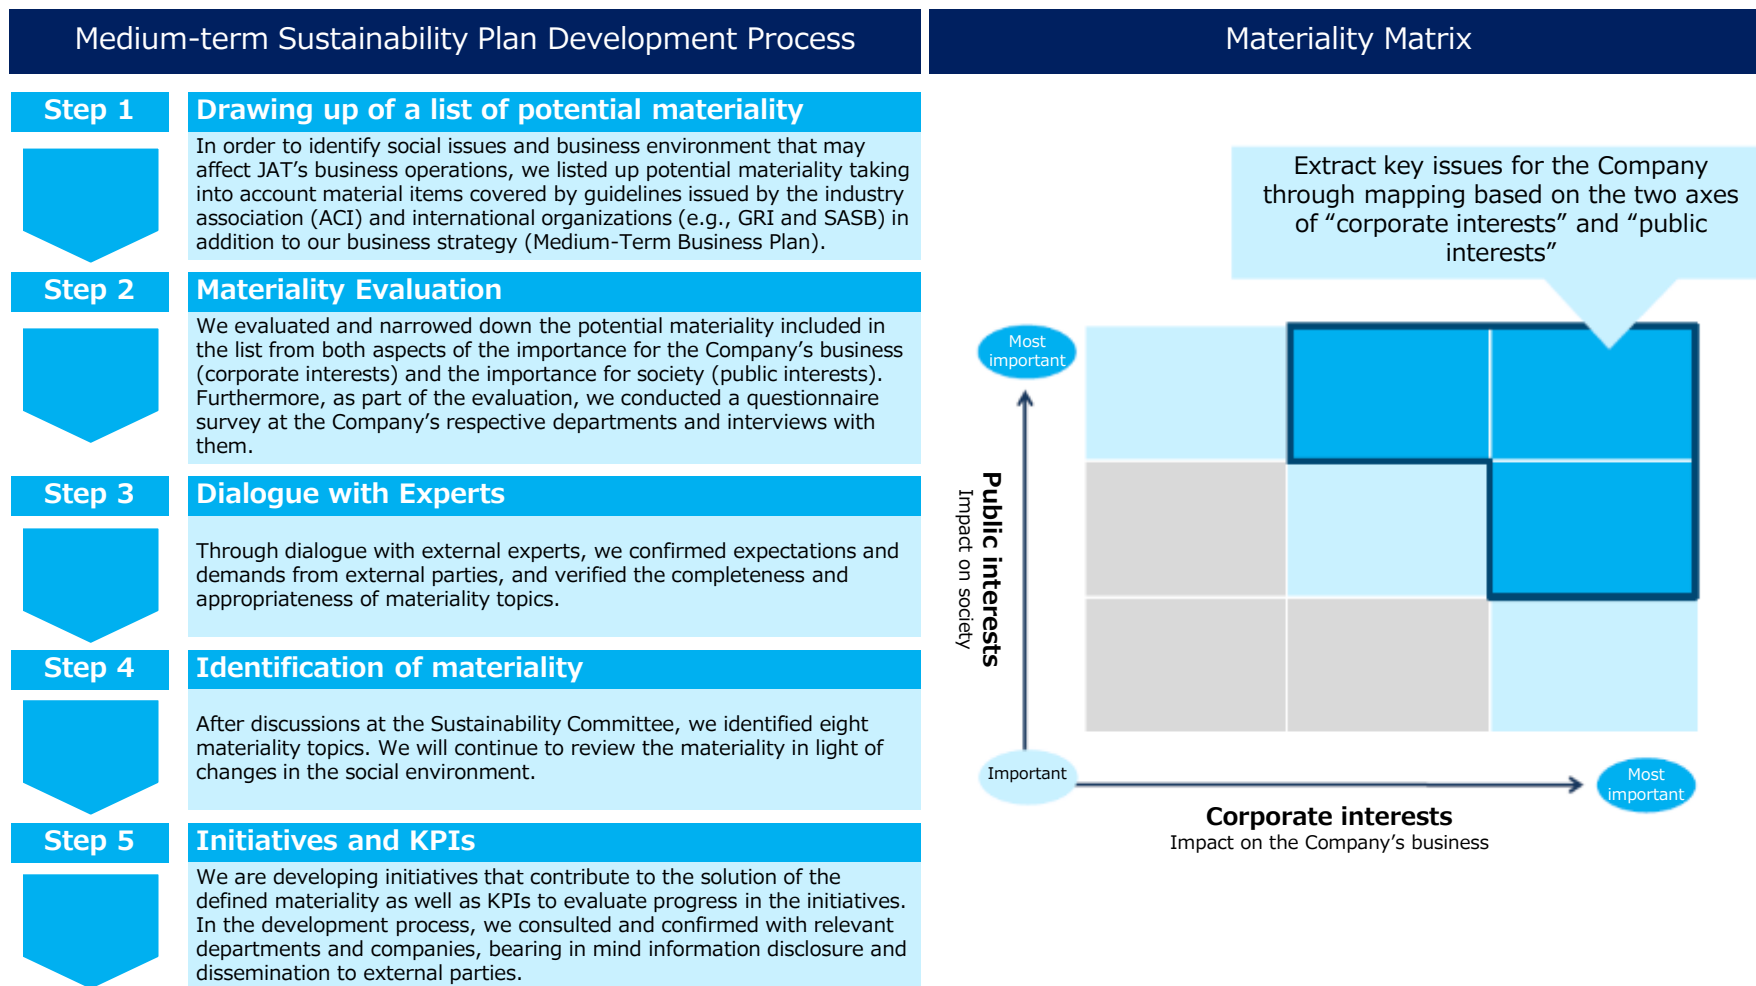 Medium-term Sustainability Plan Development Process
Step 1
Drawing up of a list of potential materiality
In order to identify social issues and business environment that may
affect JAT’s business operations, we listed up potential materiality taking
into account material items covered by guidelines issued by the industry
association (ACI) and international organizations (e.g., GRI and SASB) in
addition to our business strategy (Medium-Term Business Plan).
Step 2
Materiality Evaluation
We evaluated and narrowed down the potential materiality included in
the list from both aspects of the importance for the Company’s business
(corporate interests) and the importance for society (public interests).
Furthermore, as part of the evaluation, we conducted a questionnaire
survey at the Company’s respective departments and interviews with
them.
Step 3
Dialogue with Experts
Through dialogue with external experts, we confirmed expectations and
demands from external parties, and verified the completeness and
appropriateness of materiality topics.
Step 4
Identification of materiality
After discussions at the Sustainability Committee, we identified eight
materiality topics. We will continue to review the materiality in light of
changes in the social environment.
Step 5
Initiatives and KPIs
We are developing initiatives that contribute to the solution of the
defined materiality as well as KPIs to evaluate progress in the initiatives.
In the development process, we consulted and confirmed with relevant
departments and companies, bearing in mind information disclosure and
dissemination to external parties.
Materiality Matrix
Extract key issues for the Company
through mapping based on the two axes
of “corporate interests” and “public
interests”
Most
important
Public interests
Impact on society
Important
Most
important
Corporate interests
Impact on the Company’s business